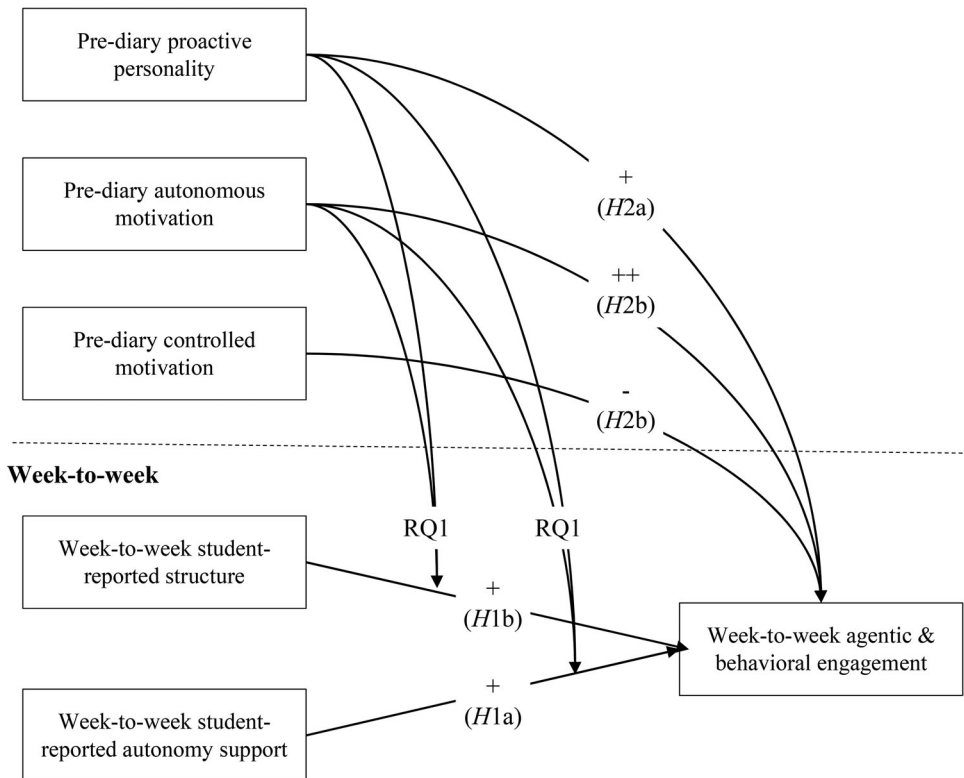 Pre-diary proactive
personality
Pre-diary autonomous
motivation
Pre-diary controlled
motivation
+
(H2a)
++
(H2b)
-
(H2b)
Week-to-week
RQ1
RQ1
Week-to-week student-
reported structure
+
(H1b)
Week-to-week agentic &
behavioral engagement
Week-to-week student-
reported autonomy support
+
(H1a)